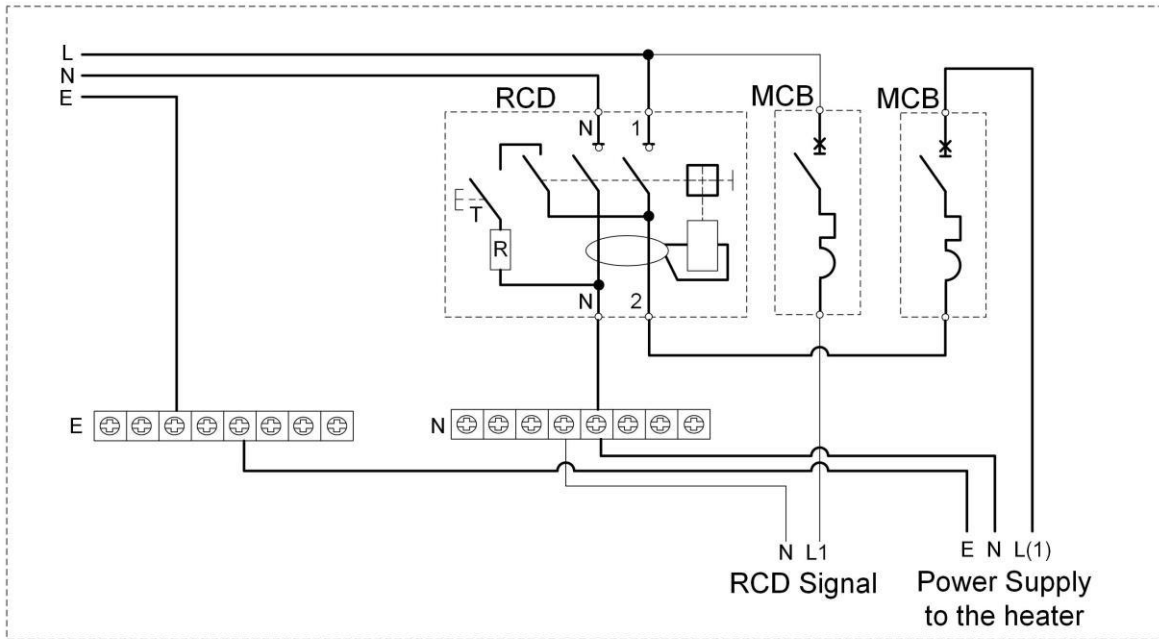 L
N
E
RCD
MCB
MCB
N
1
T
R
N
2
E
N
N L1
E N L(1)
RCD Signal
Power Supply
to the heater